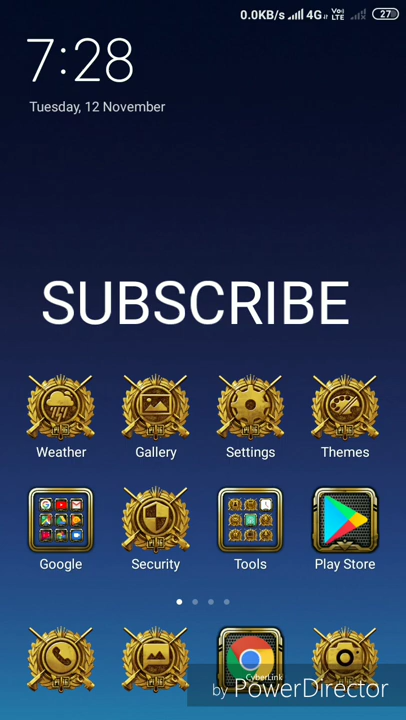 0.0KB/s 4G Vo) LTE 27
7:28
Tuesday, 12 November
SUBSCRIBE
Weather Gallery Settings Themes
Google Security Tools Play Store
CyberLink
by PowerDirector